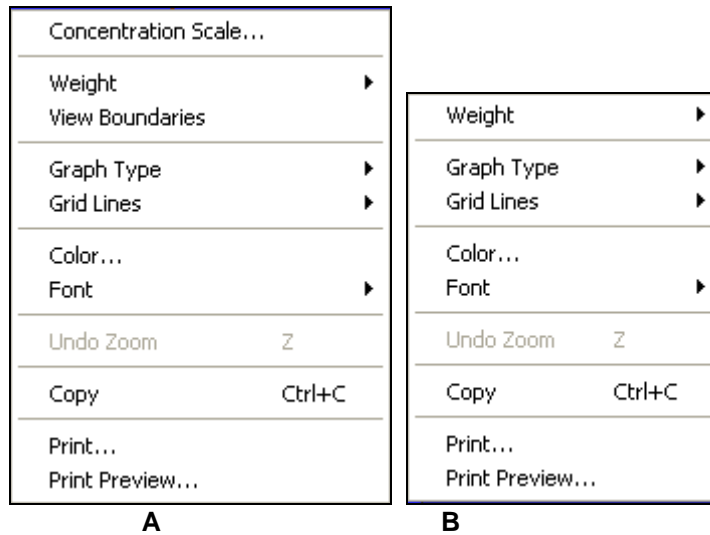 Concentration Scale...
Weight
View Boundaries
Graph Type
Grid Lines
Color...
Font
Undo Zoom Z
Copy Ctrl+C
Print...
Print Preview...
A
Weight
Graph Type
Grid Lines
Color...
Font
Undo Zoom Z
Copy Ctrl+C
Print...
Print Preview...
B